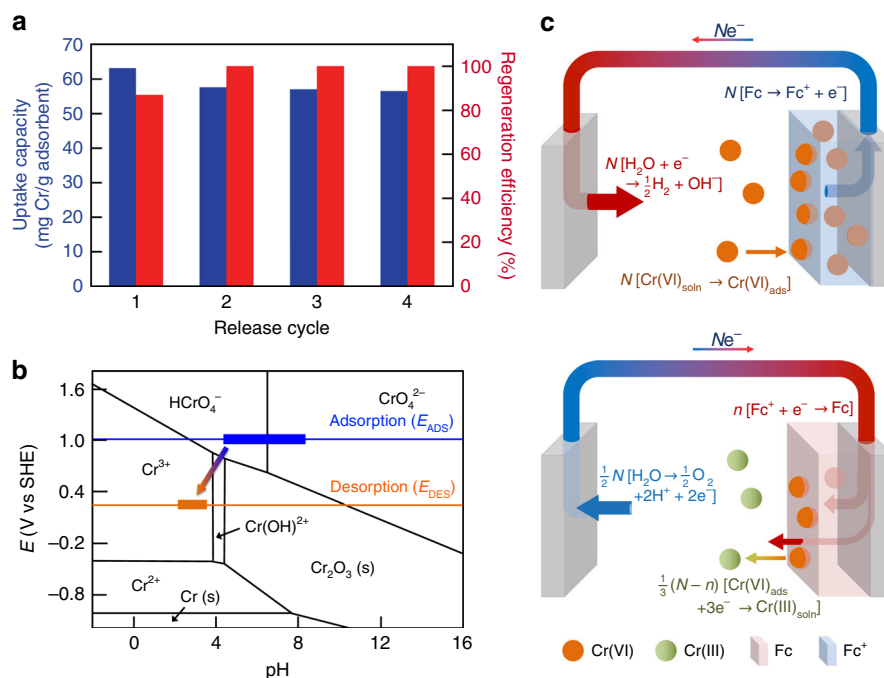 a
70
60
50
40
30
20
10
0
Uptake capacity
(mg Cr/g adsorbent)
100
80
60
40
20
0
Regeneration efficiency (%)
1 2 3 4
Release cycle
b
1.6
1.0
0.4
−0.2
−0.8
E (V vs SHE)
HCrO₄⁻
CrO₄²⁻
Adsorption (E_ADS)
Cr³⁺
Desorption (E_DES)
Cr(OH)²⁺
Cr₂O₃ (s)
Cr²⁺
Cr (s)
0 4 8 12 16
pH
c
Ne⁻
N [Fc → Fc⁺ + e⁻]
N [H₂O + e⁻
→ ½H₂ + OH⁻]
N [Cr(VI)soln → Cr(VI)ads]
Ne⁻
n [Fc⁺ + e⁻ → Fc]
½ N [H₂O → ½ O₂
+2H⁺ + 2e⁻]
⅓ (N – n) [Cr(VI)ads
+3e⁻ → Cr(III)soln]
Cr(VI) Cr(III) Fc Fc⁺